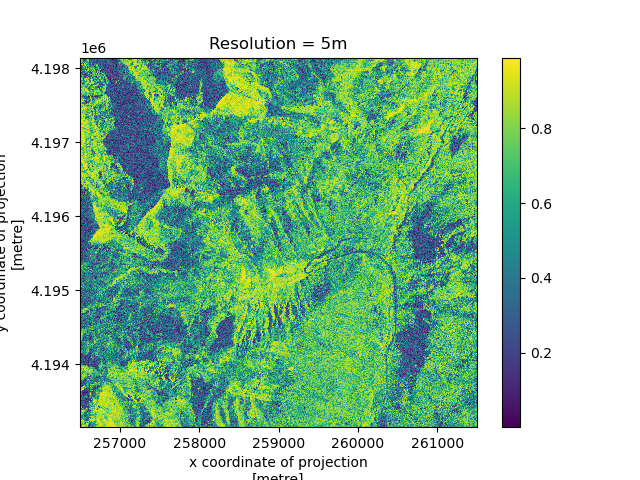 Resolution = 5m
1e6
4.198
4.197
4.196
4.195
4.194
y coordinate of projection
[metre]
257000 258000 259000 260000 261000
x coordinate of projection
[metre]
0.8
0.6
0.4
0.2